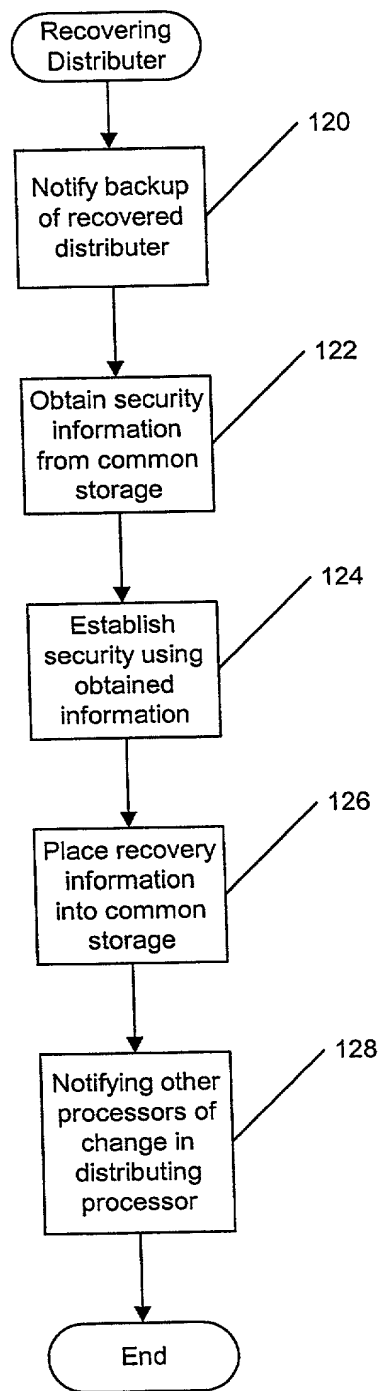 Recovering
Distributer
120
Notify backup
of recovered
distributer
122
Obtain security
information
from common
storage
124
Establish
security using
obtained
information
126
Place recovery
information
into common
storage
128
Notifying other
processors of
change in
distributing
processor
End